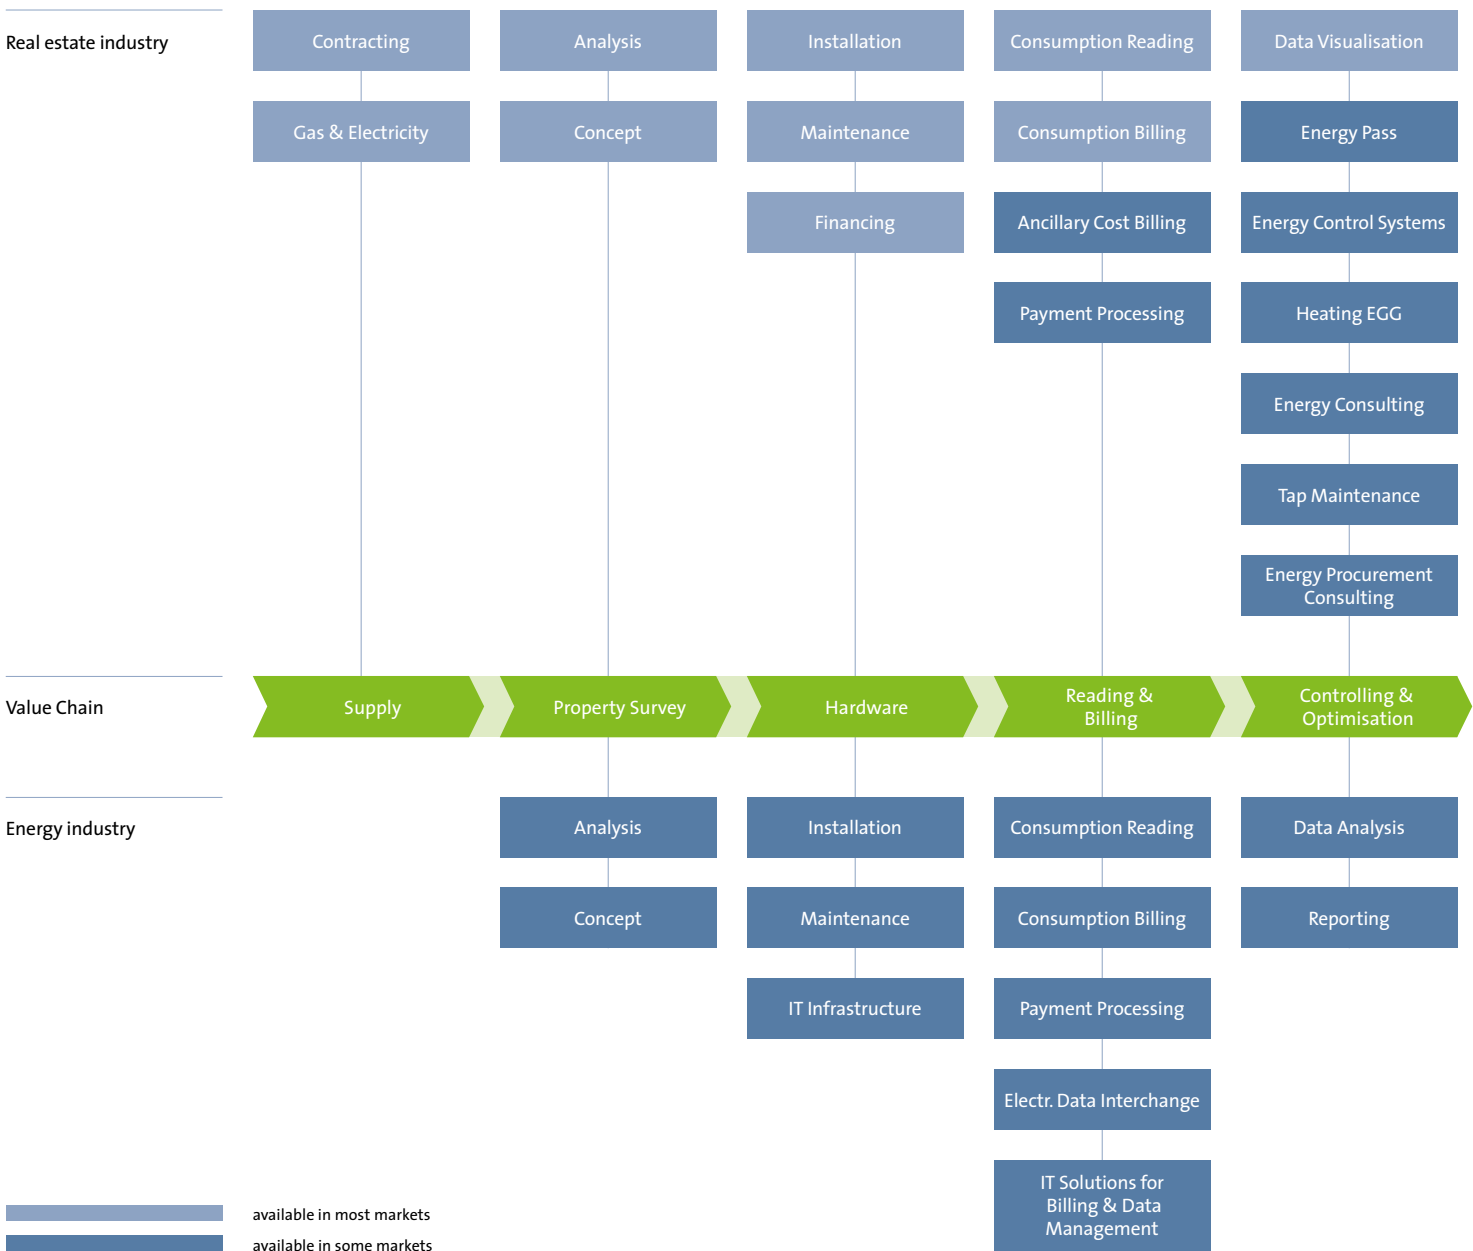 Real estate industry
Contracting
Analysis
Installation
Consumption Reading
Data Visualisation
Gas & Electricity
Concept
Maintenance
Consumption Billing
Energy Pass
Financing
Ancillary Cost Billing
Energy Control Systems
Payment Processing
Heating EGG
Energy Consulting
Tap Maintenance
Energy Procurement
Consulting
Value Chain
Supply
Property Survey
Hardware
Reading &
Billing
Controlling &
Optimisation
Energy industry
Analysis
Installation
Consumption Reading
Data Analysis
Concept
Maintenance
Consumption Billing
Reporting
IT Infrastructure
Payment Processing
Electr. Data Interchange
IT Solutions for
Billing & Data
Management
available in most markets
available in some markets